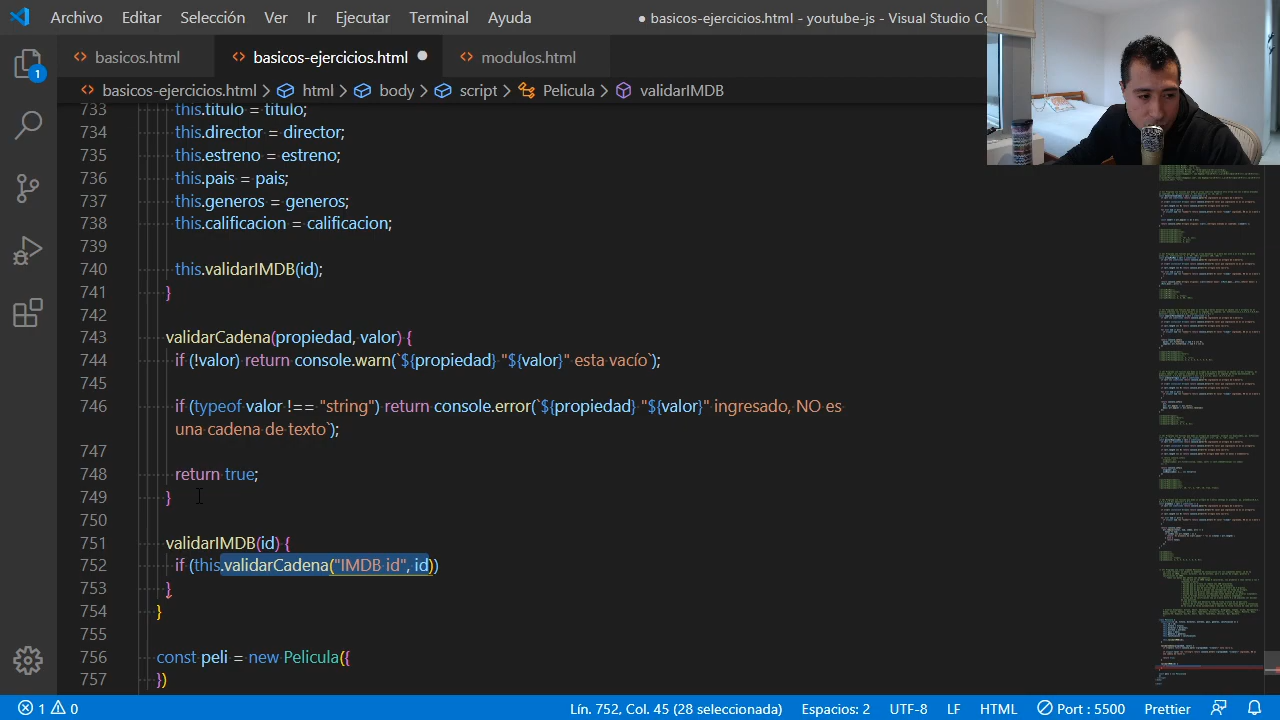 Archivo Editar Selección Ver Ir Ejecutar Terminal Ayuda ● basicos-ejercicios.html - youtube-js - Visual Studio Co
basicos.html basicos-ejercicios.html modulos.html
basicos-ejercicios.html > html > body > script > Pelicula > validarIMDB
1
733 this.titulo = titulo;
734 this.director = director;
735 this.estreno = estreno;
736 this.pais = pais;
737 this.generos = generos;
738 this.calificacion = calificacion;
739
740 this.validarIMDB(id);
741 }
742
743 validarCadena(propiedad, valor) {
744 if (!valor) return console.warn(`${propiedad} "${valor}" esta vacío`);
745
746 if (typeof valor !== "string") return console.error(`${propiedad} "${valor}" ingresado, NO es
una cadena de texto`);
747
748 return true;
749 }
750
751 validarIMDB(id) {
752 if (this.validarCadena("IMDB id", id))
753 }
754 }
755
756 const peli = new Pelicula({
757 })
1 0 Lín. 752, Col. 45 (28 seleccionada) Espacios: 2 UTF-8 LF HTML Port : 5500 Prettier